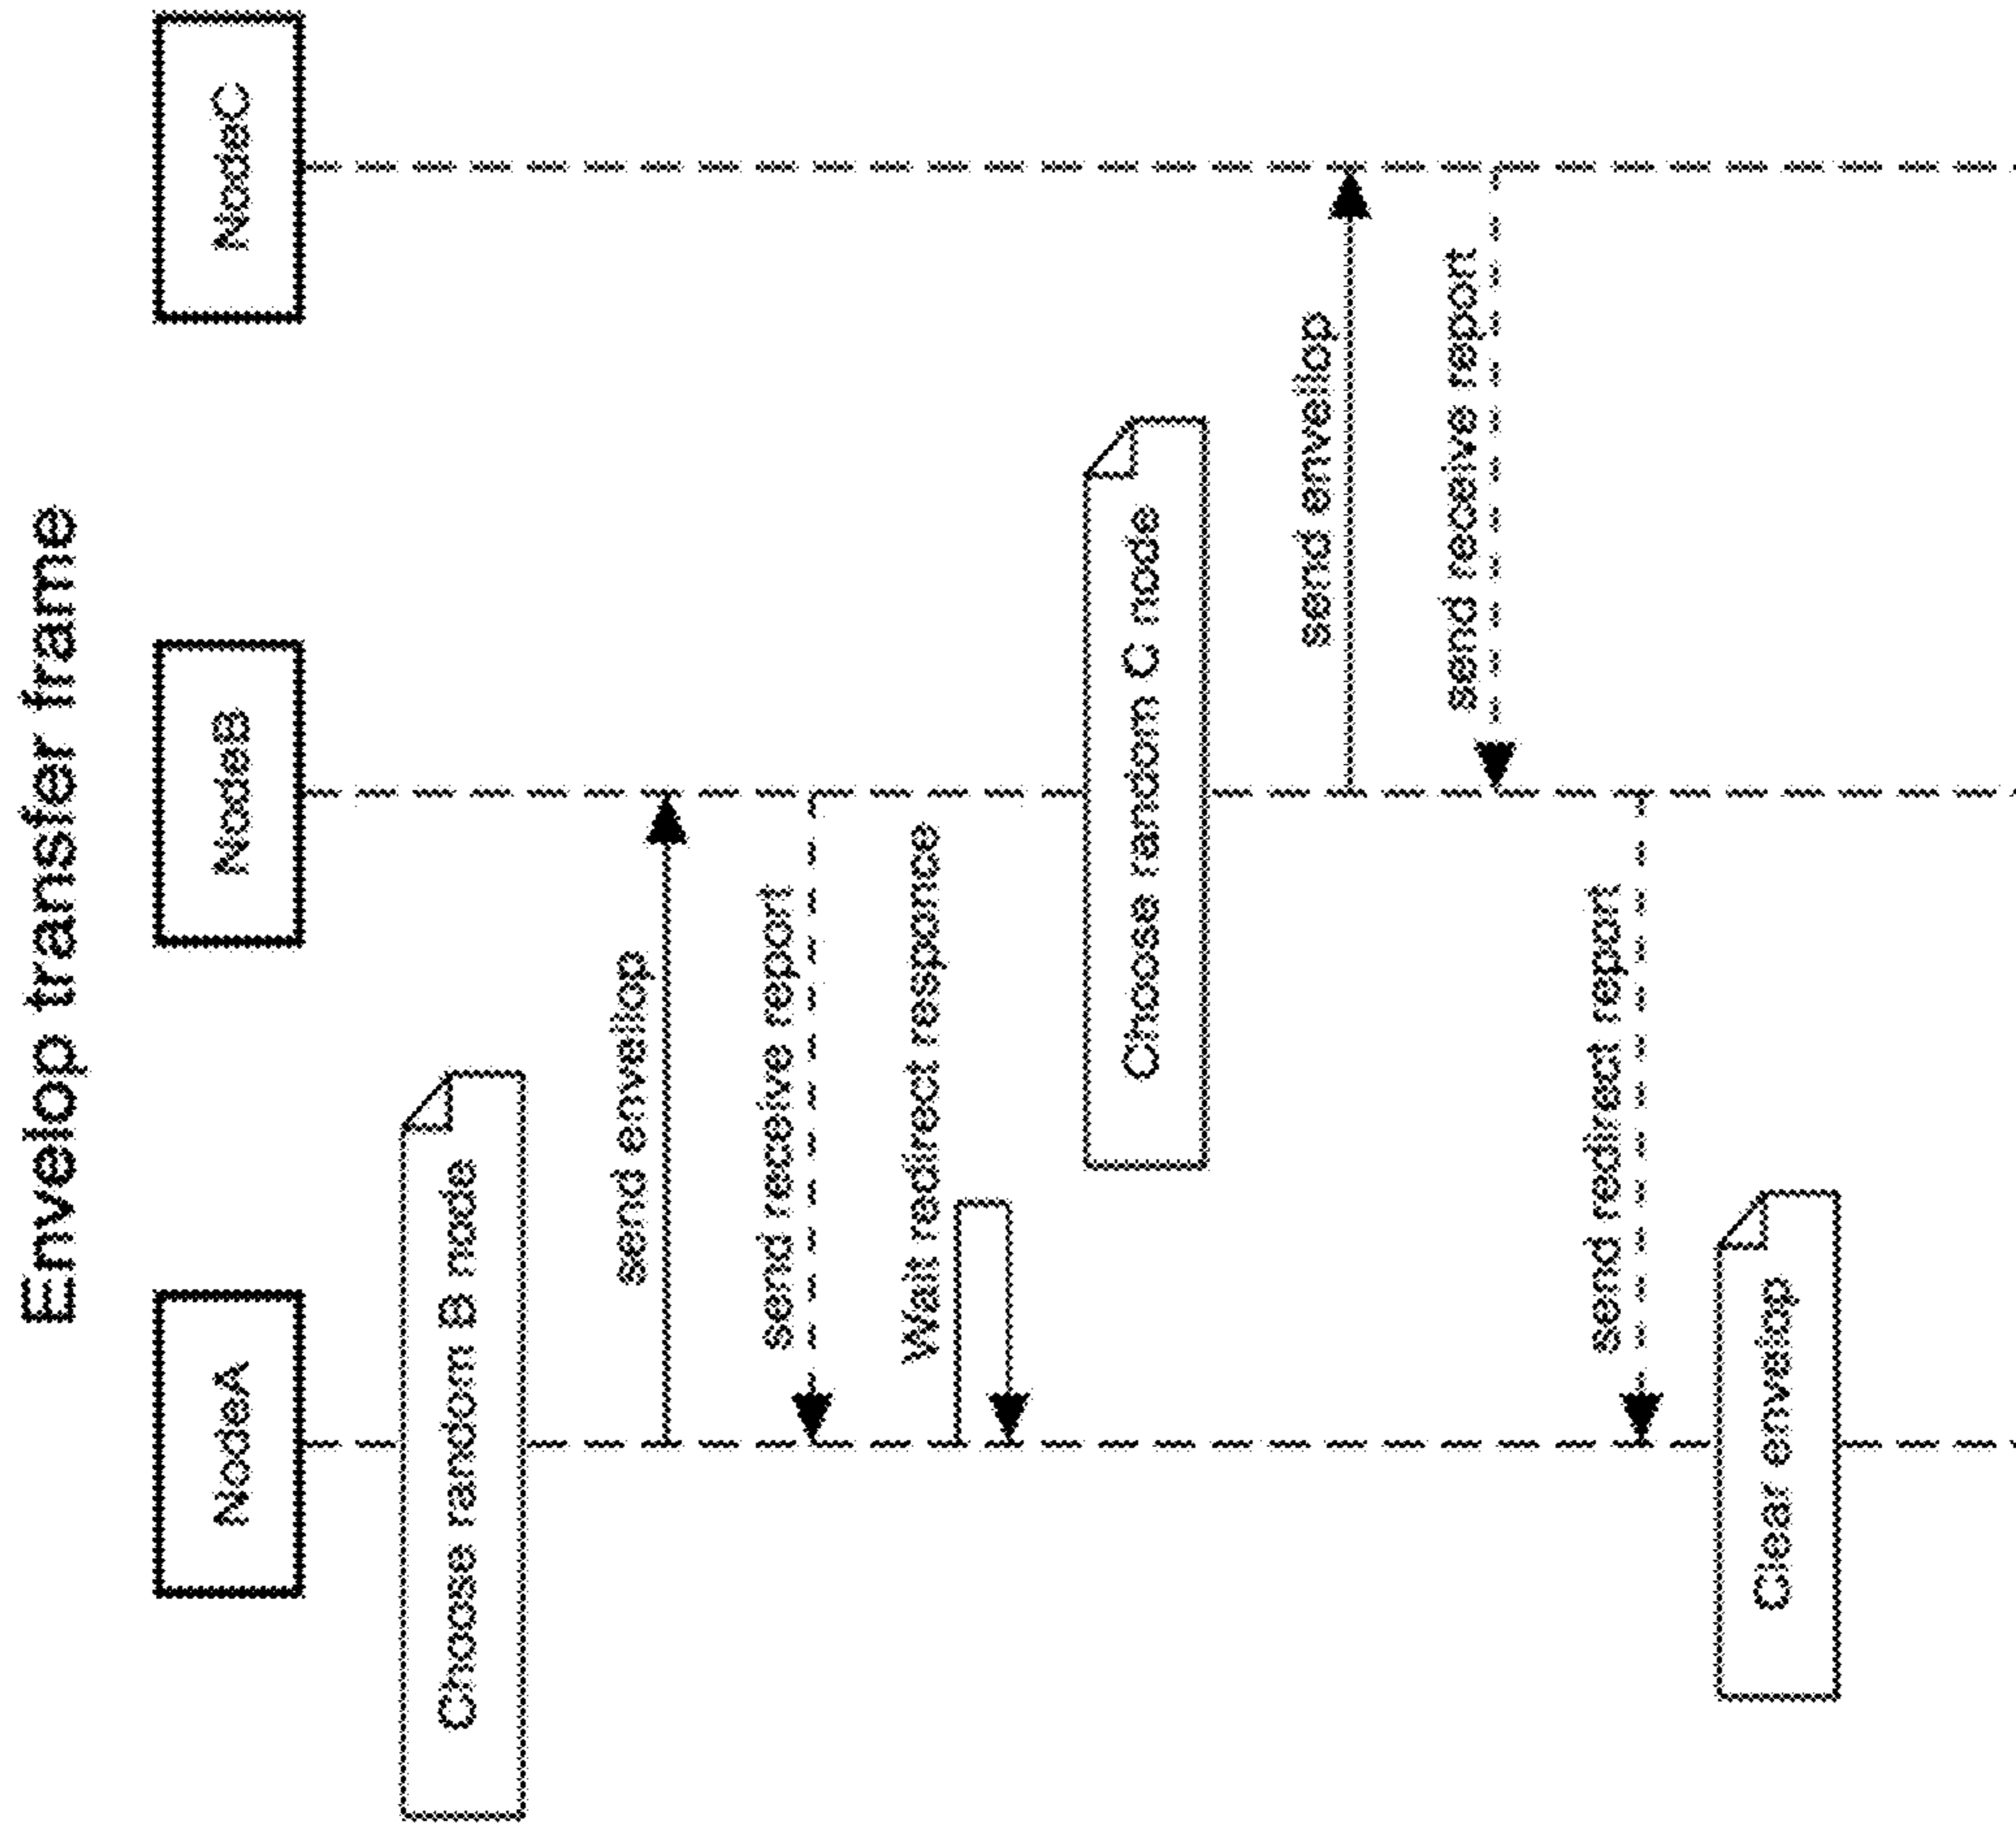 Envelop transfer frame
NodeA
NodeB
NodeC
Choose random B node
send envellop
send receive report
Wait redirect responce
Choose random C node
send envellop
send receive report
send redirect report
Clear envellop